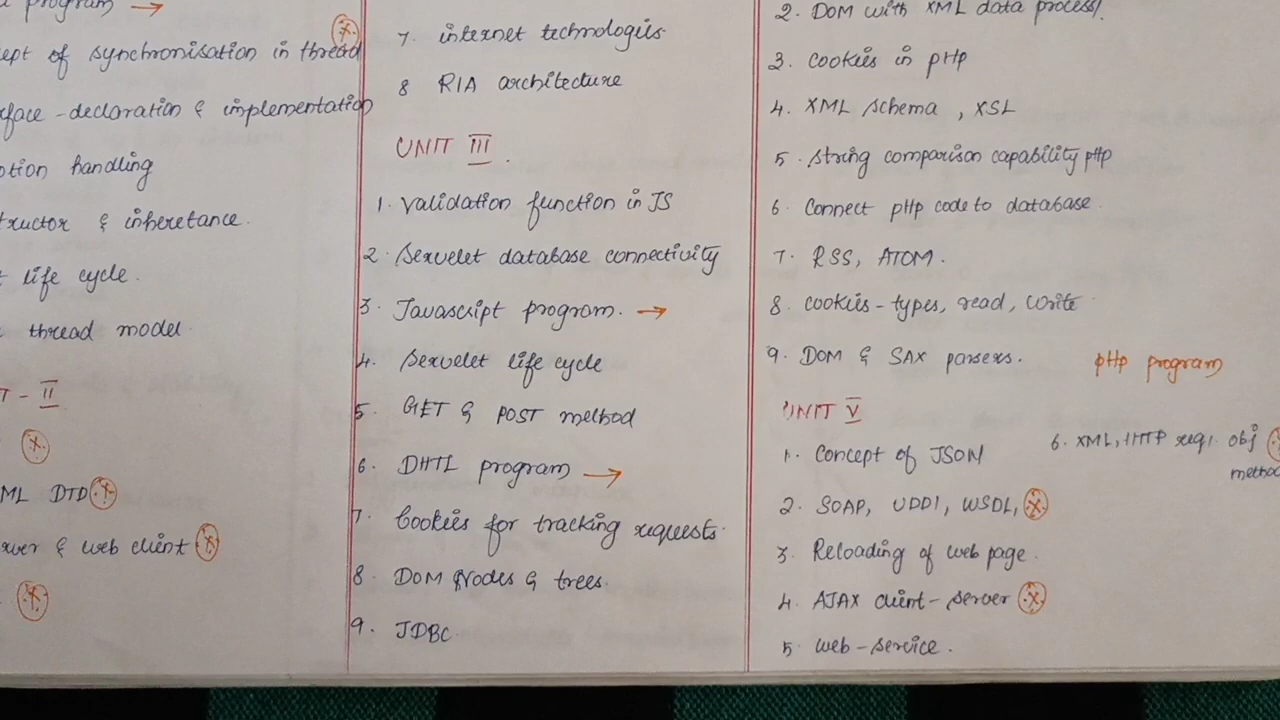 program →
ept of synchronisation in thread
face - declaration & implementation
ption handling
tructor & inheretance.
life cycle.
thread model
T - II
ML DTD
rver & web client
7. internet technologies
8 RIA architecture
UNIT III.
1. Validation function in JS
2. Servelet database connectivity
3. Javascript program. →
4. Servelet life cycle
5. GET & POST method
6. DHTL program →
7. Cookies for tracking requests.
8. DOM Nodes & trees.
9. JDBC.
2. DOM with XML data process/.
3. Cookies in PHP
4. XML Schema , XSL
5. String comparison capability PHP
6. Connect PHP code to database.
7. RSS, ATOM.
8. Cookies - types, read, write
9. DOM & SAX parsers.
PHP program
UNIT V
1. Concept of JSON
2. SOAP, UDDI, WSDL,
3. Reloading of web page.
4. AJAX client - server
5. web - service .
6. XML, HTTP req. obj
metho